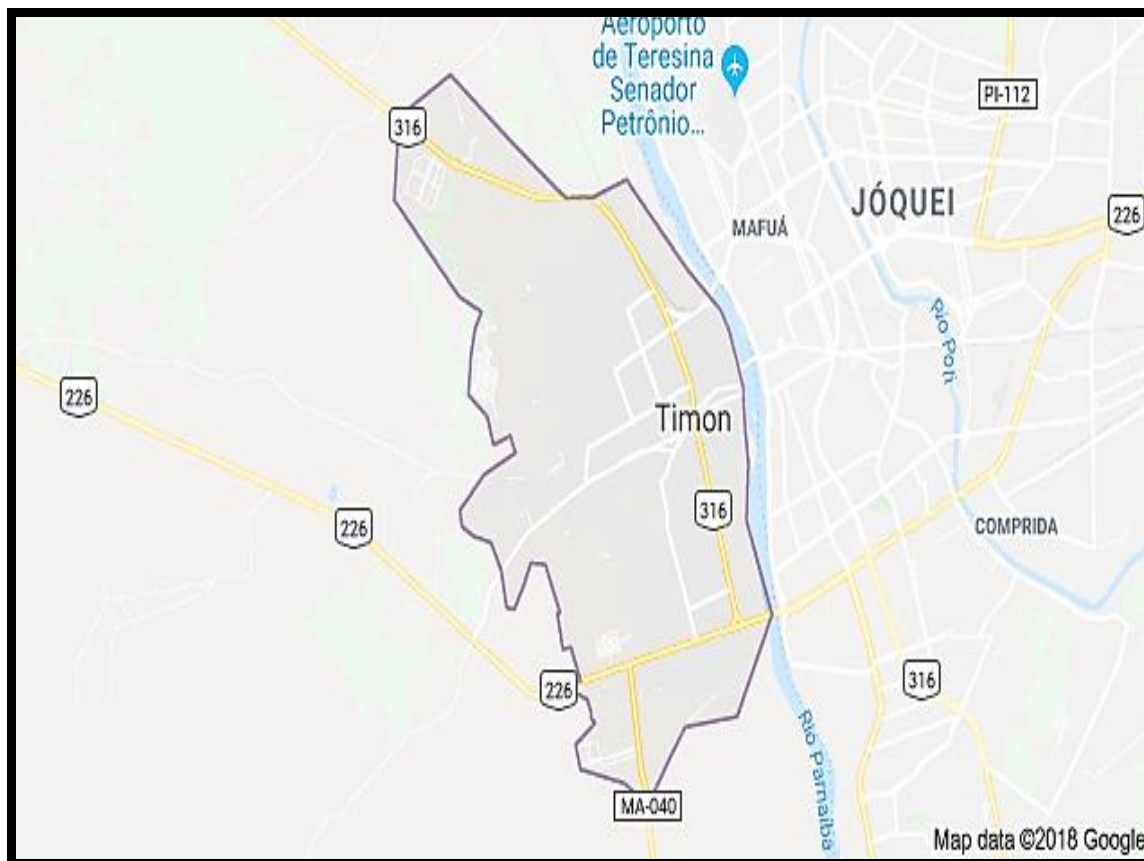 Aeroporto
de Teresina
Senador
Petrônio...
PI-112
316
JÓQUEI
226
MAFUÁ
Rio Poti
226
Timon
316
226
COMPRIDA
226
316
Rio Parnaíba
MA-040
Map data ©2018 Google